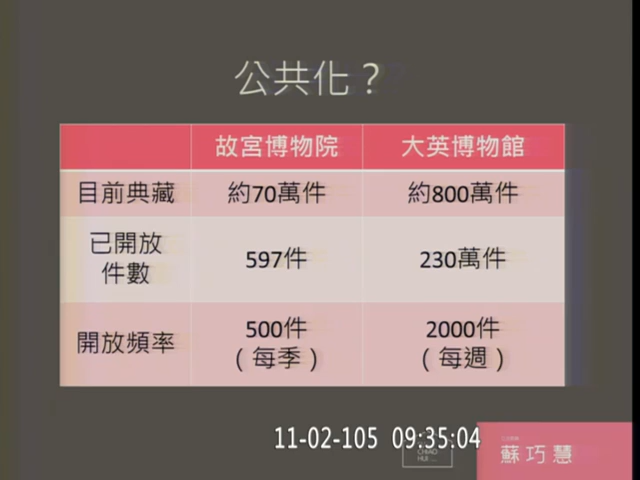 公共化？
故宮博物院 大英博物館
目前典藏 約70萬件 約800萬件
已開放
件數 597件 230萬件
開放頻率 500件
（每季） 2000件
（每週）
11-02-105 09:35:04
蘇巧慧